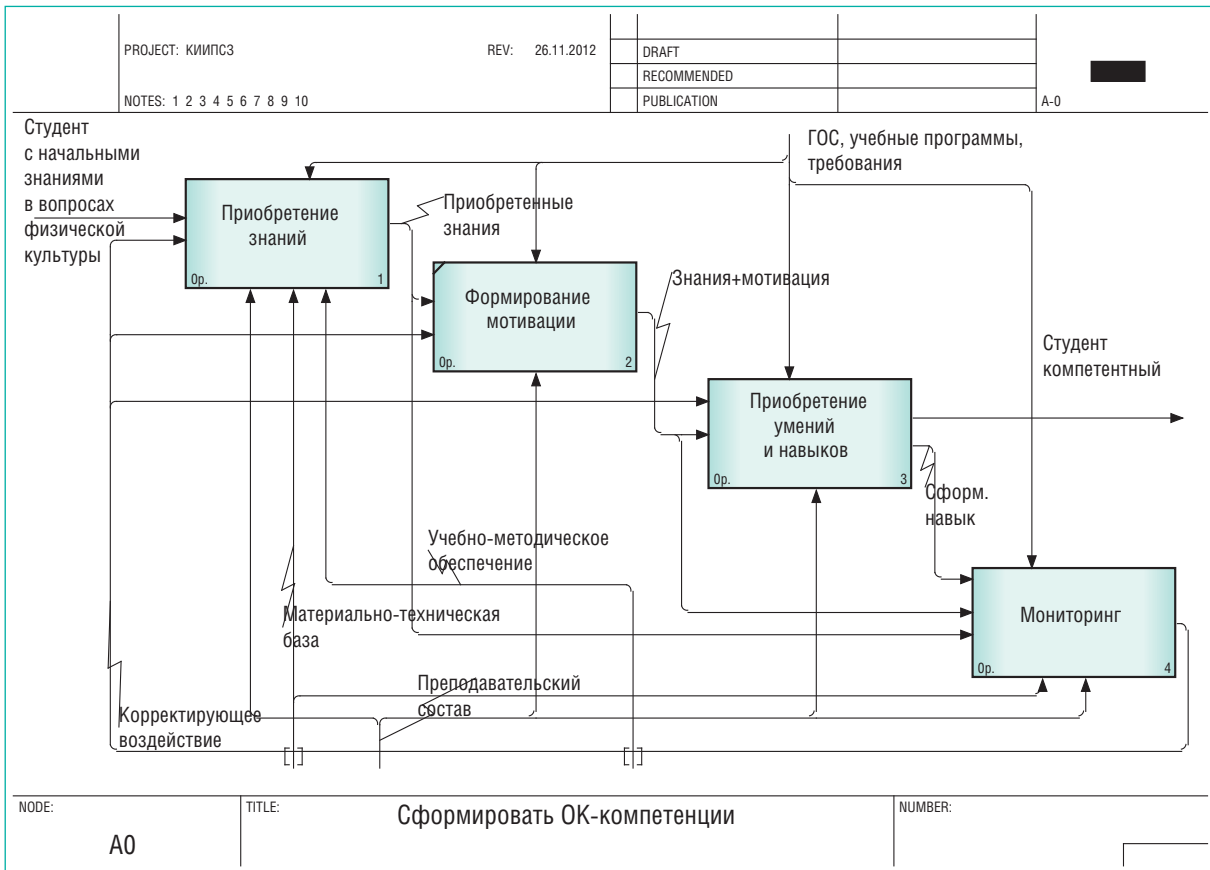 PROJECT: КИИПСЗ
REV: 26.11.2012
DRAFT
RECOMMENDED
NOTES: 1 2 3 4 5 6 7 8 9 10
PUBLICATION
A-0
Студент
с начальными
знаниями
в вопросах
физической
культуры
ГОС, учебные программы,
требования
Приобретение
знаний
0р.
1
Приобретенные
знания
Формирование
мотивации
0р.
2
Знания+мотивация
Студент
компетентный
Приобретение
умений
и навыков
0р.
3
Сформ.
навык
Учебно-методическое
обеспечение
Материально-техническая
база
Мониторинг
0р.
4
Преподавательский
состав
Корректирующее
воздействие
NODE:
A0
TITLE:
Сформировать ОК-компетенции
NUMBER: